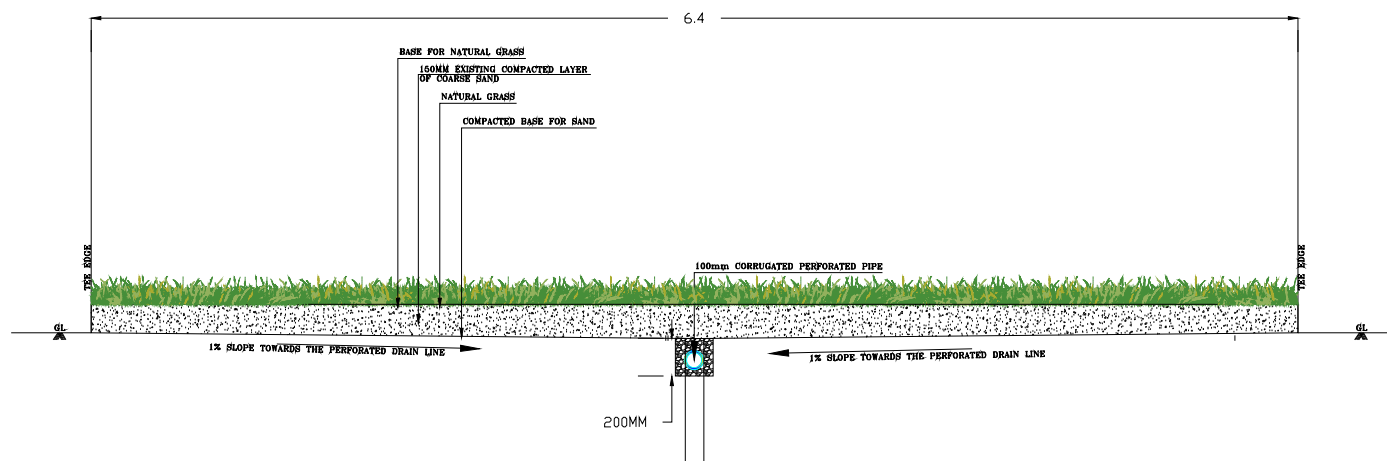 6.4
BASE FOR NATURAL GRASS
150MM EXISTING COMPACTED LAYER
OF COARSE SAND
NATURAL GRASS
COMPACTED BASE FOR SAND
TEE EDGE
TEE EDGE
100mm CORRUGATED PERFORATED PIPE
GL
GL
1% SLOPE TOWARDS THE PERFORATED DRAIN LINE
1% SLOPE TOWARDS THE PERFORATED DRAIN LINE
200MM